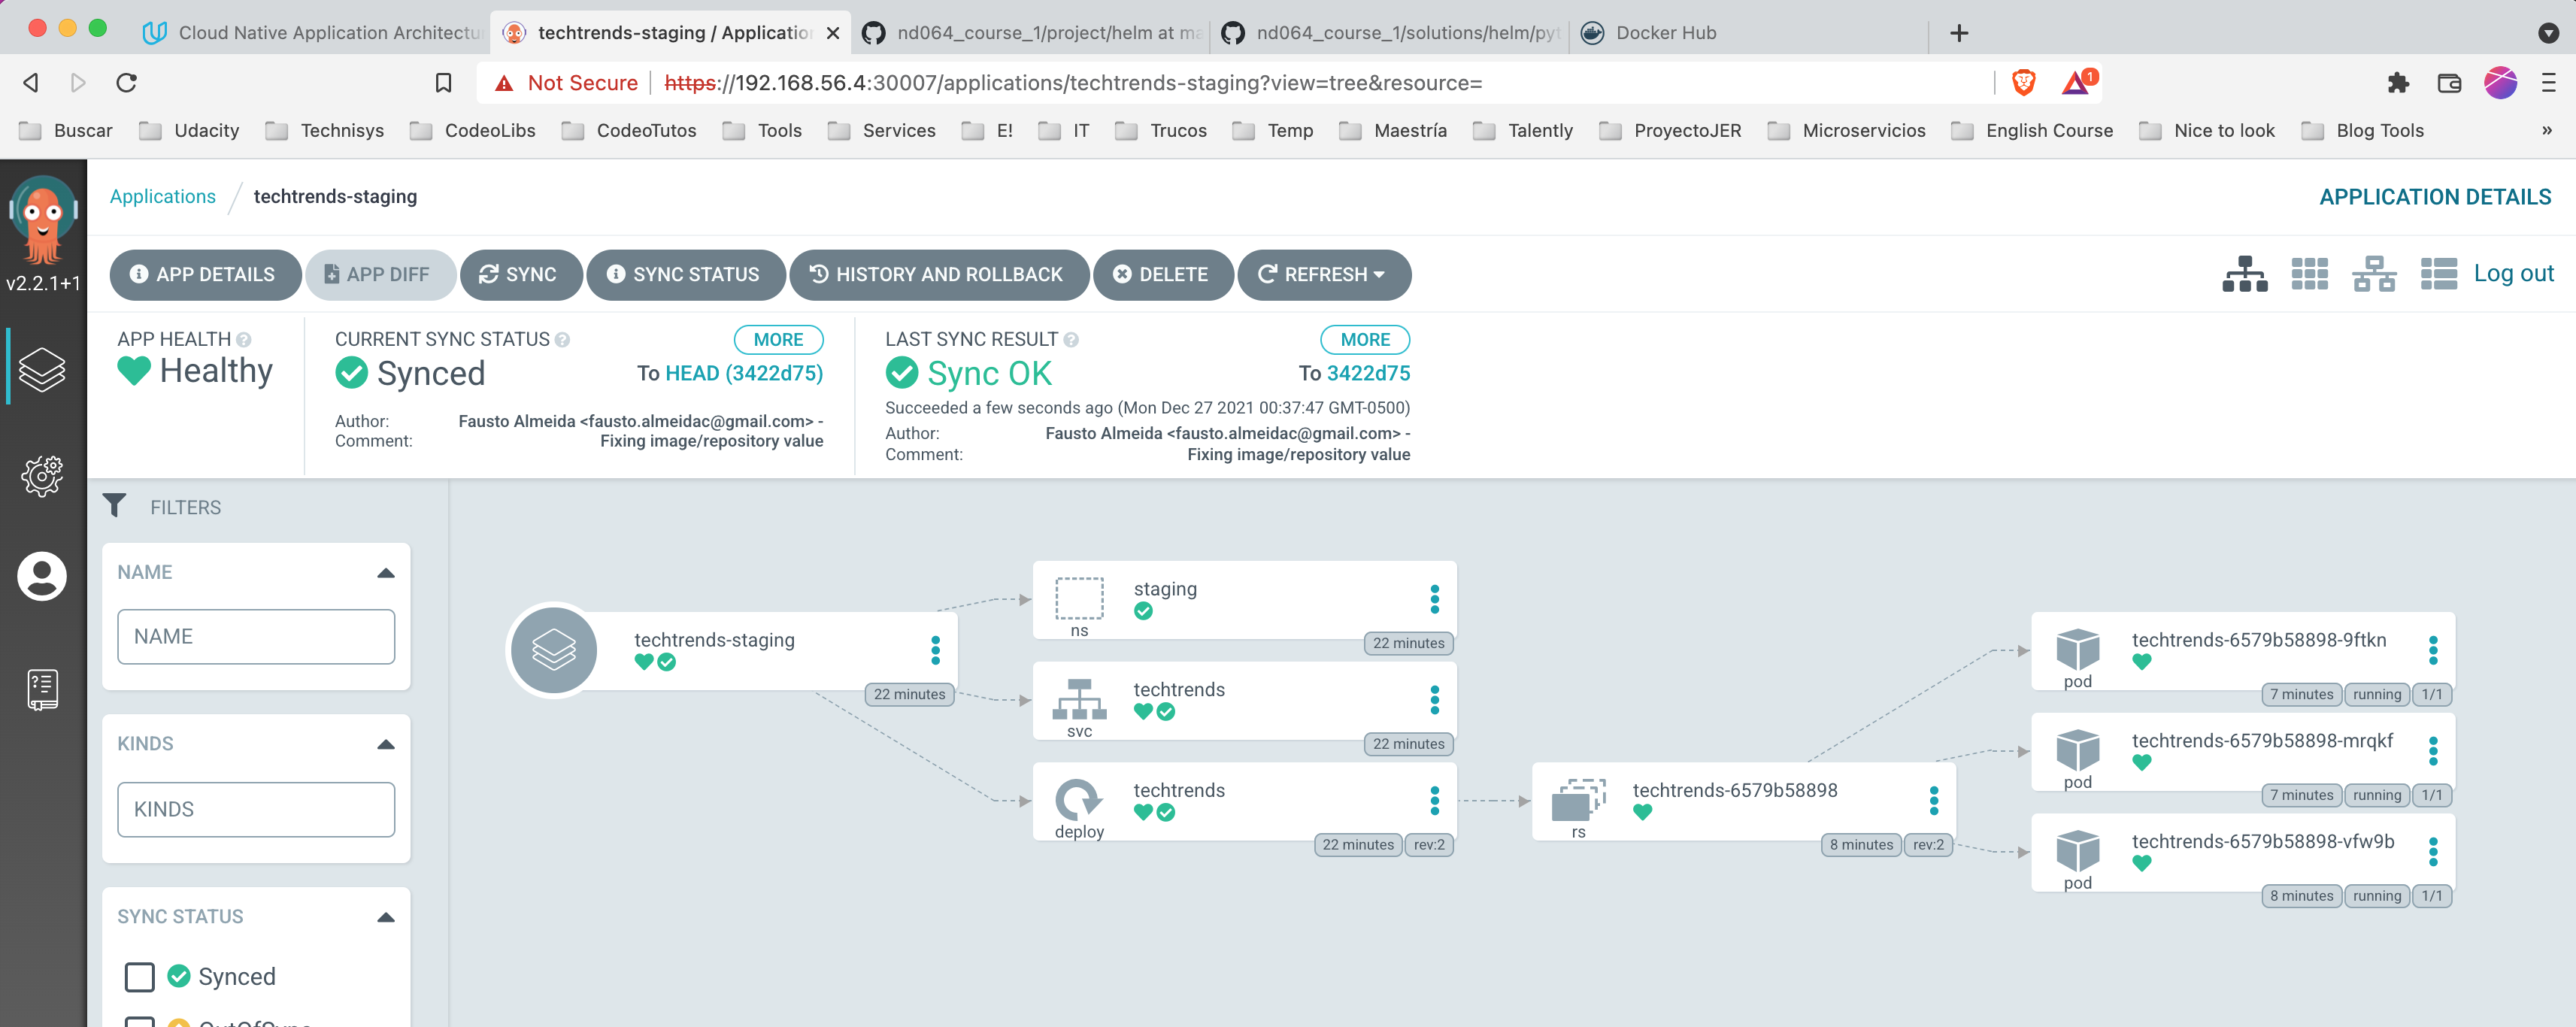 Cloud Native Application Architectu
techtrends-staging / Application
nd064_course_1/project/helm at ma
nd064_course_1/solutions/helm/pyt
Docker Hub
Not Secure https://192.168.56.4:30007/applications/techtrends-staging?view=tree&resource=
1
Buscar Udacity Technisys CodeoLibs CodeoTutos Tools Services E! IT Trucos Temp Maestría Talently ProyectoJER Microservicios English Course Nice to look Blog Tools »
v2.2.1+1
Applications / techtrends-staging
APPLICATION DETAILS
APP DETAILS APP DIFF SYNC SYNC STATUS HISTORY AND ROLLBACK DELETE REFRESH
Log out
APP HEALTH
Healthy
CURRENT SYNC STATUS MORE
Synced To HEAD (3422d75)
Author: Fausto Almeida <fausto.almeidac@gmail.com> -
Comment: Fixing image/repository value
LAST SYNC RESULT MORE
Sync OK To 3422d75
Succeeded a few seconds ago (Mon Dec 27 2021 00:37:47 GMT-0500)
Author: Fausto Almeida <fausto.almeidac@gmail.com> -
Comment: Fixing image/repository value
FILTERS
NAME
NAME
KINDS
KINDS
SYNC STATUS
Synced
OutOfSync
techtrends-staging
22 minutes
staging
ns
22 minutes
techtrends
svc
22 minutes
techtrends
deploy
22 minutes rev:2
techtrends-6579b58898
rs
8 minutes rev:2
techtrends-6579b58898-9ftkn
pod
7 minutes running 1/1
techtrends-6579b58898-mrqkf
pod
7 minutes running 1/1
techtrends-6579b58898-vfw9b
pod
8 minutes running 1/1